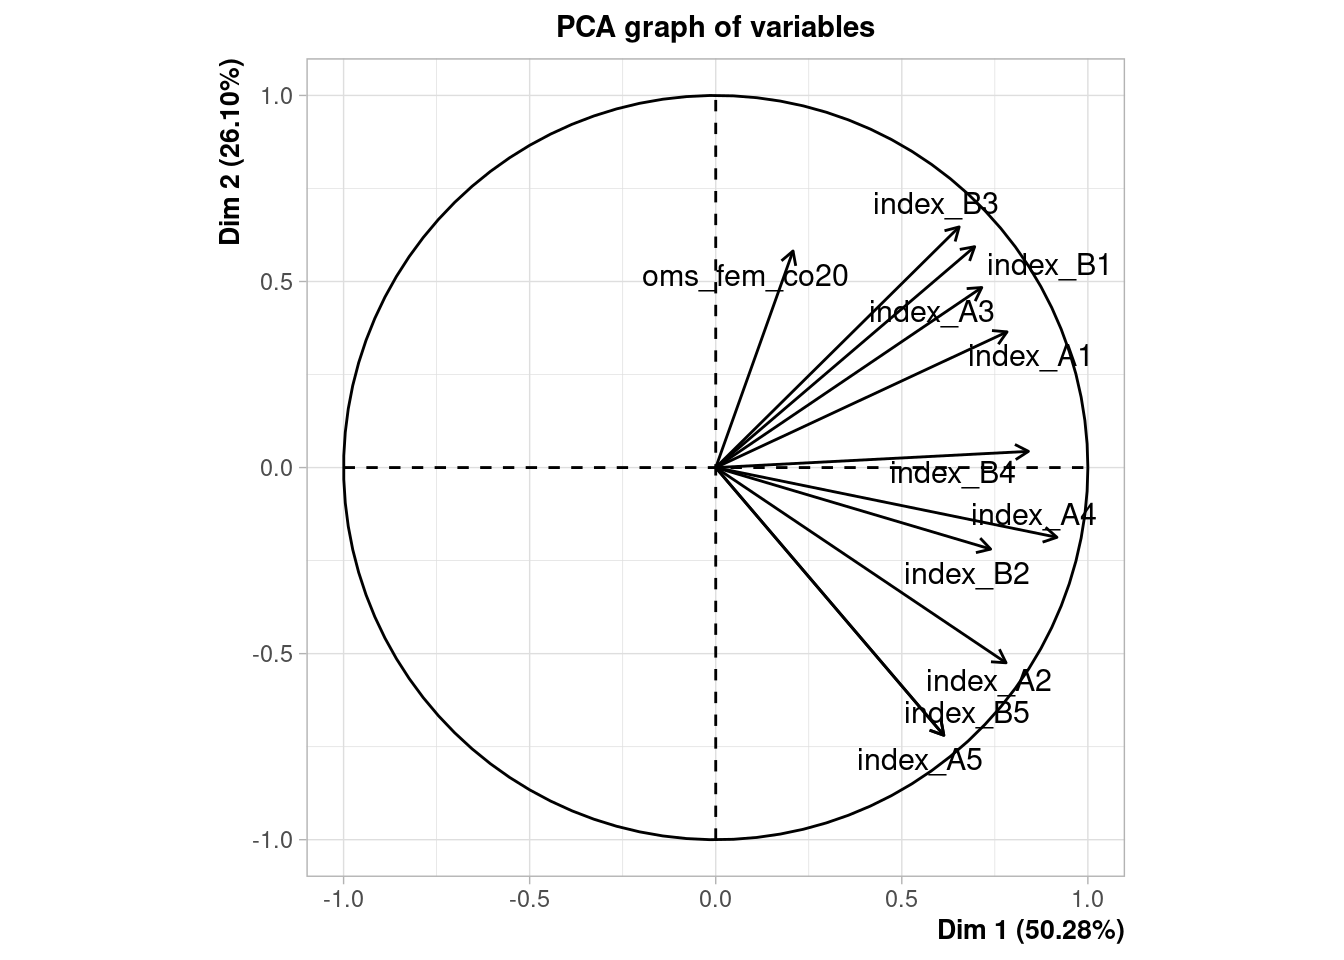 PCA graph of variables
Dim 2 (26.10%)
1.0
0.5
0.0
-0.5
-1.0
index_B3
index_B1
oms_fem_co20
index_A3
index_A1
index_B4
index_A4
index_B2
index_A2
index_B5
index_A5
-1.0
-0.5
0.0
0.5
1.0
Dim 1 (50.28%)